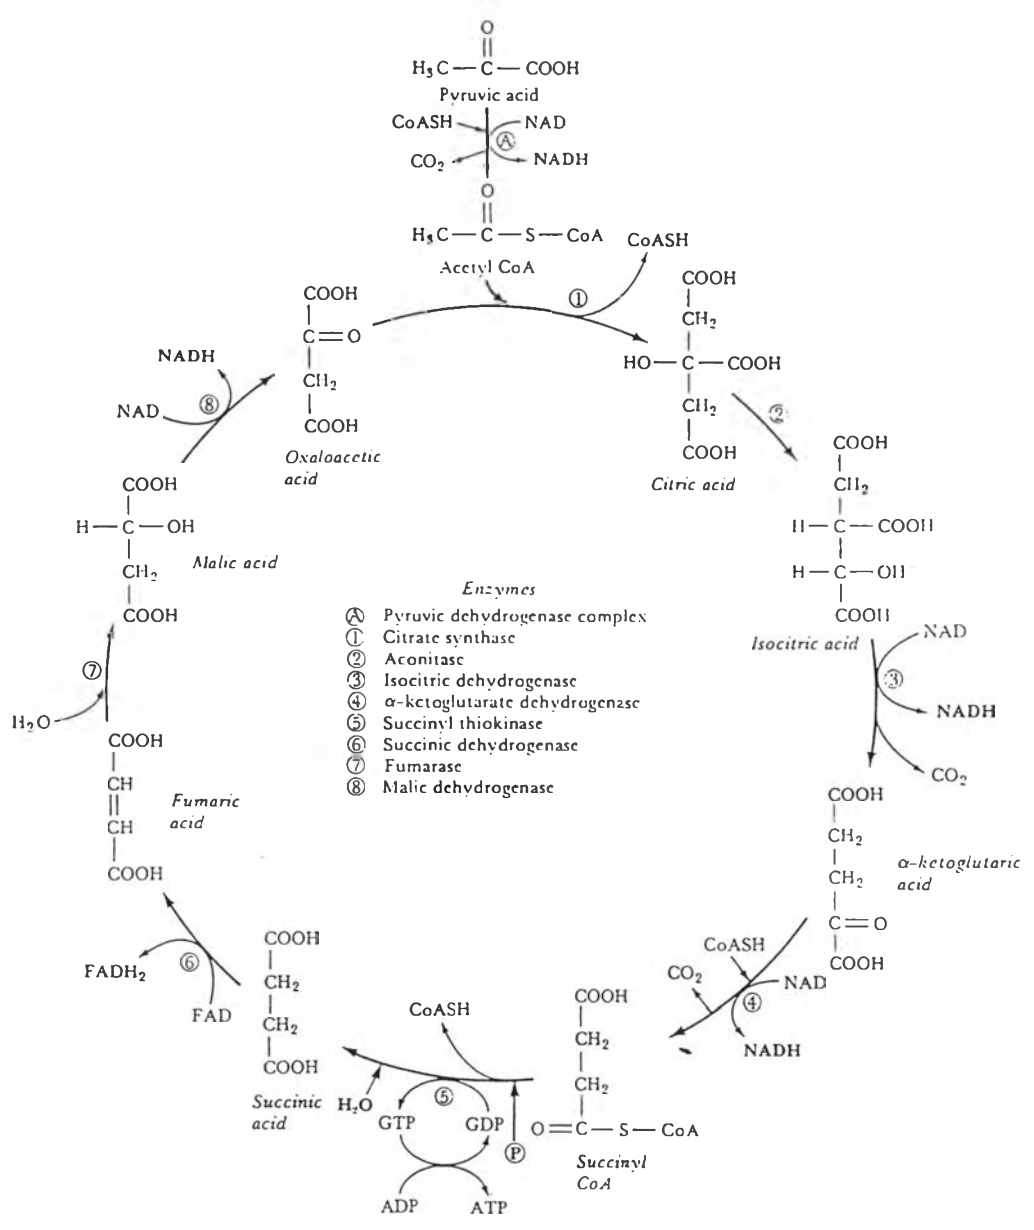 O
H₃C—C—COOH
Pyruvic acid
CoASH NAD
Ⓐ
CO₂ NADH
O
H₃C—C—S—CoA
Acetyl CoA
CoASH
①
COOH
CH₂
HO—C—COOH
CH₂
COOH
Citric acid
②
COOH
CH₂
H—C—COOH
H—C—OH
COOH
Isocitric acid
NAD
③
NADH
CO₂
COOH
CH₂
CH₂
C=O
COOH
α-ketoglutaric
acid
CoASH
CO₂
NAD
④
NADH
COOH
CH₂
CH₂
O=C—S—CoA
Succinyl
CoA
CoASH
⑤
H₂O
GTP GDP
Ⓟ
ADP ATP
COOH
CH₂
CH₂
COOH
Succinic
acid
⑥
FADH₂
FAD
COOH
CH
CH
COOH
Fumaric
acid
⑦
H₂O
COOH
H—C—OH
CH₂
COOH
Malic acid
NADH
NAD
⑧
COOH
C=O
CH₂
COOH
Oxaloacetic
acid
Enzymes
Ⓐ Pyruvic dehydrogenase complex
① Citrate synthase
② Aconitase
③ Isocitric dehydrogenase
④ α-ketoglutarate dehydrogenase
⑤ Succinyl thiokinase
⑥ Succinic dehydrogenase
⑦ Fumarase
⑧ Malic dehydrogenase